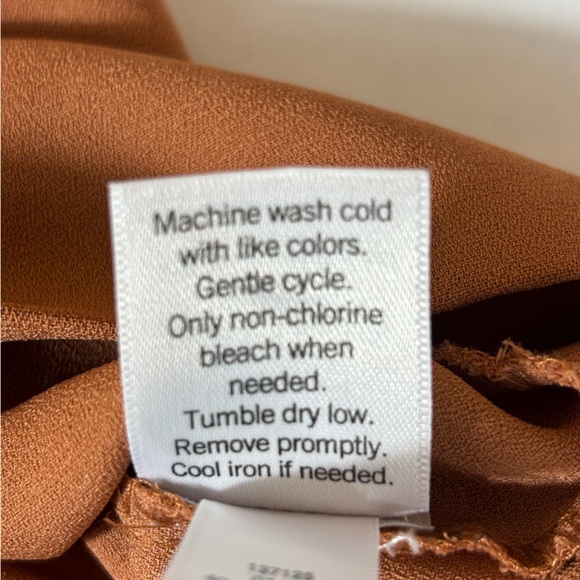 Machine wash cold
with like colors.
Gentle cycle.
Only non-chlorine
bleach when
needed.
Tumble dry low.
Remove promptly.
Cool iron if needed.